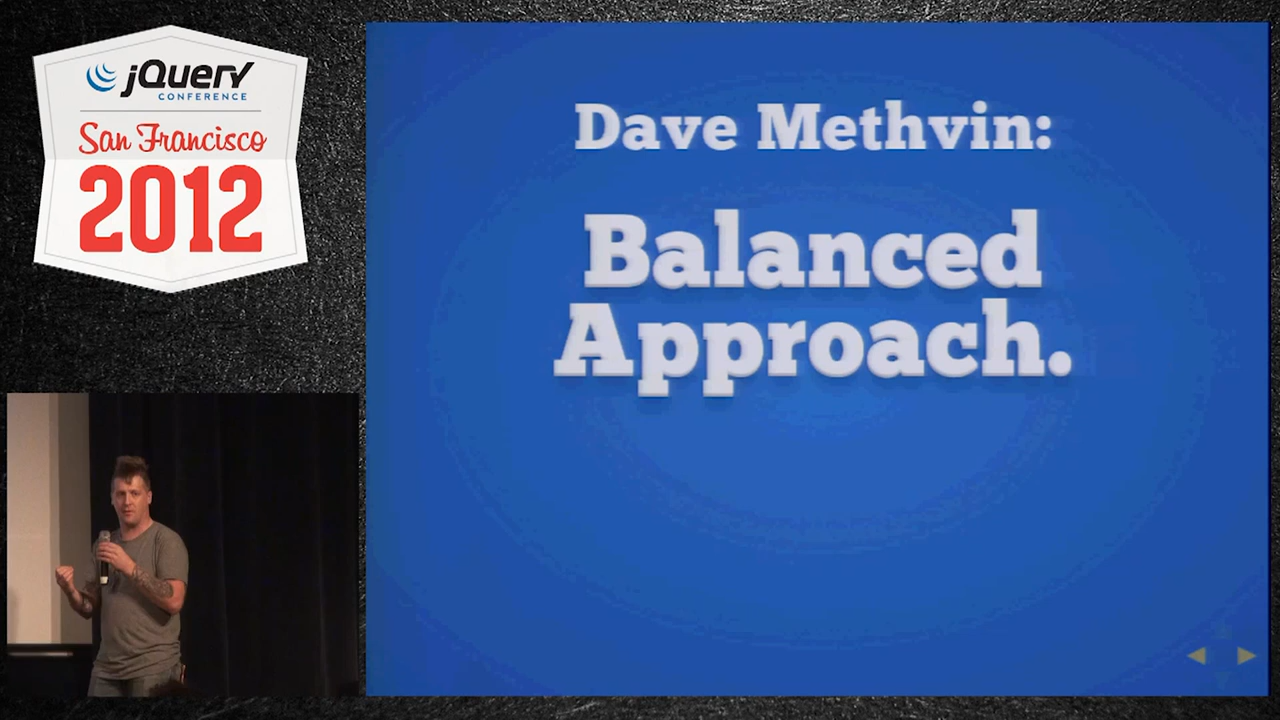 jQuery
CONFERENCE
San Francisco
2012
Dave Methvin:
Balanced
Approach.